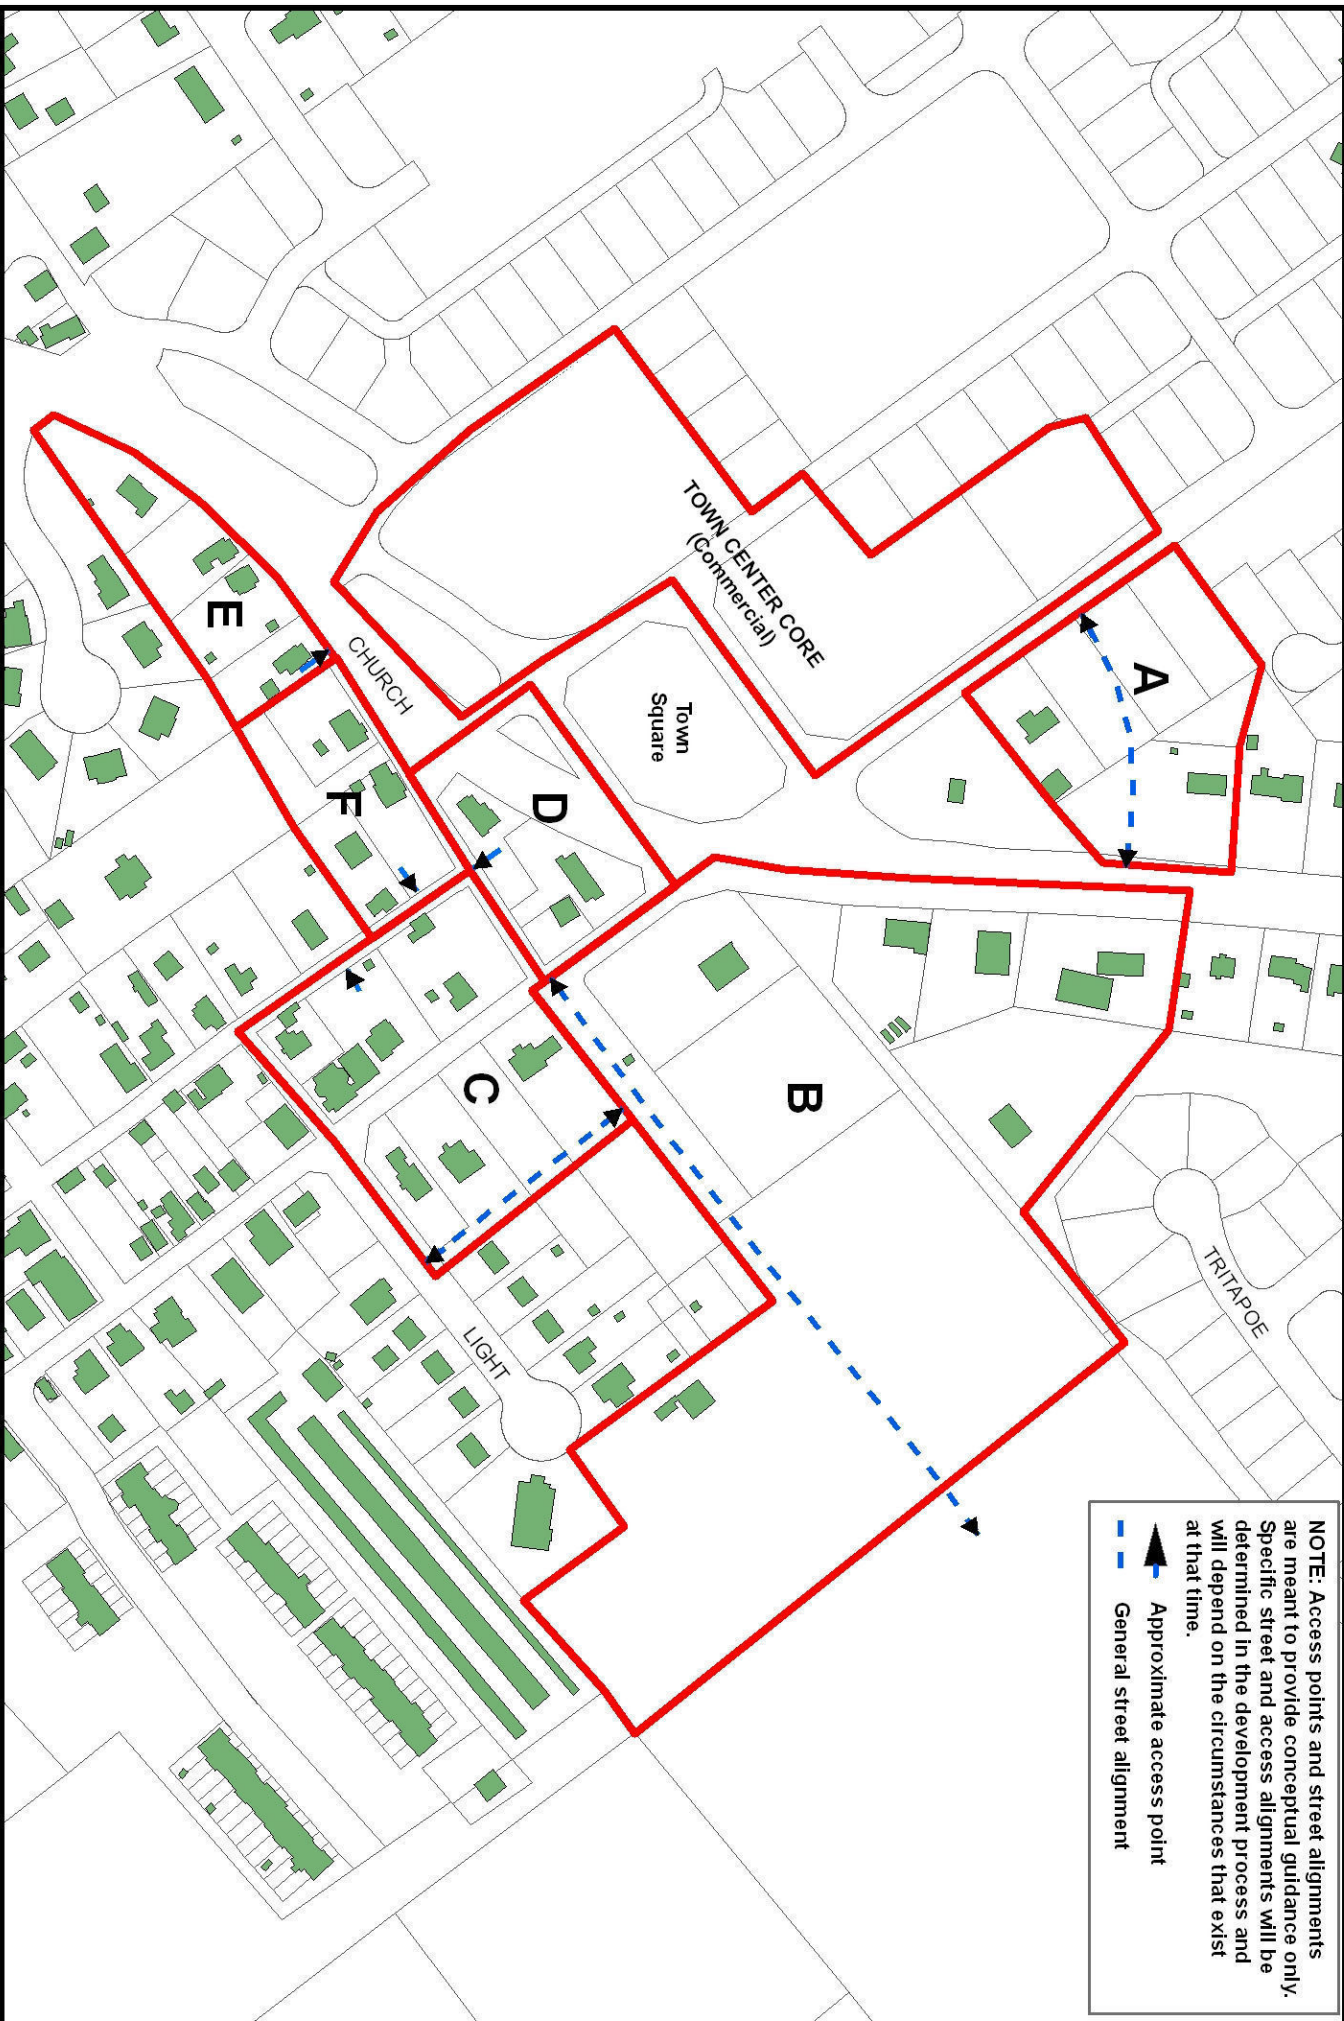 NOTE: Access points and street alignments
are meant to provide conceptual guidance only.
Specific street and access alignments will be
determined in the development process and
will depend on the circumstances that exist
at that time.
Approximate access point
General street alignment
A
TOWN CENTER CORE
(Commercial)
Town
Square
B
TRITAPOE
D
CHURCH
E
F
C
LIGHT